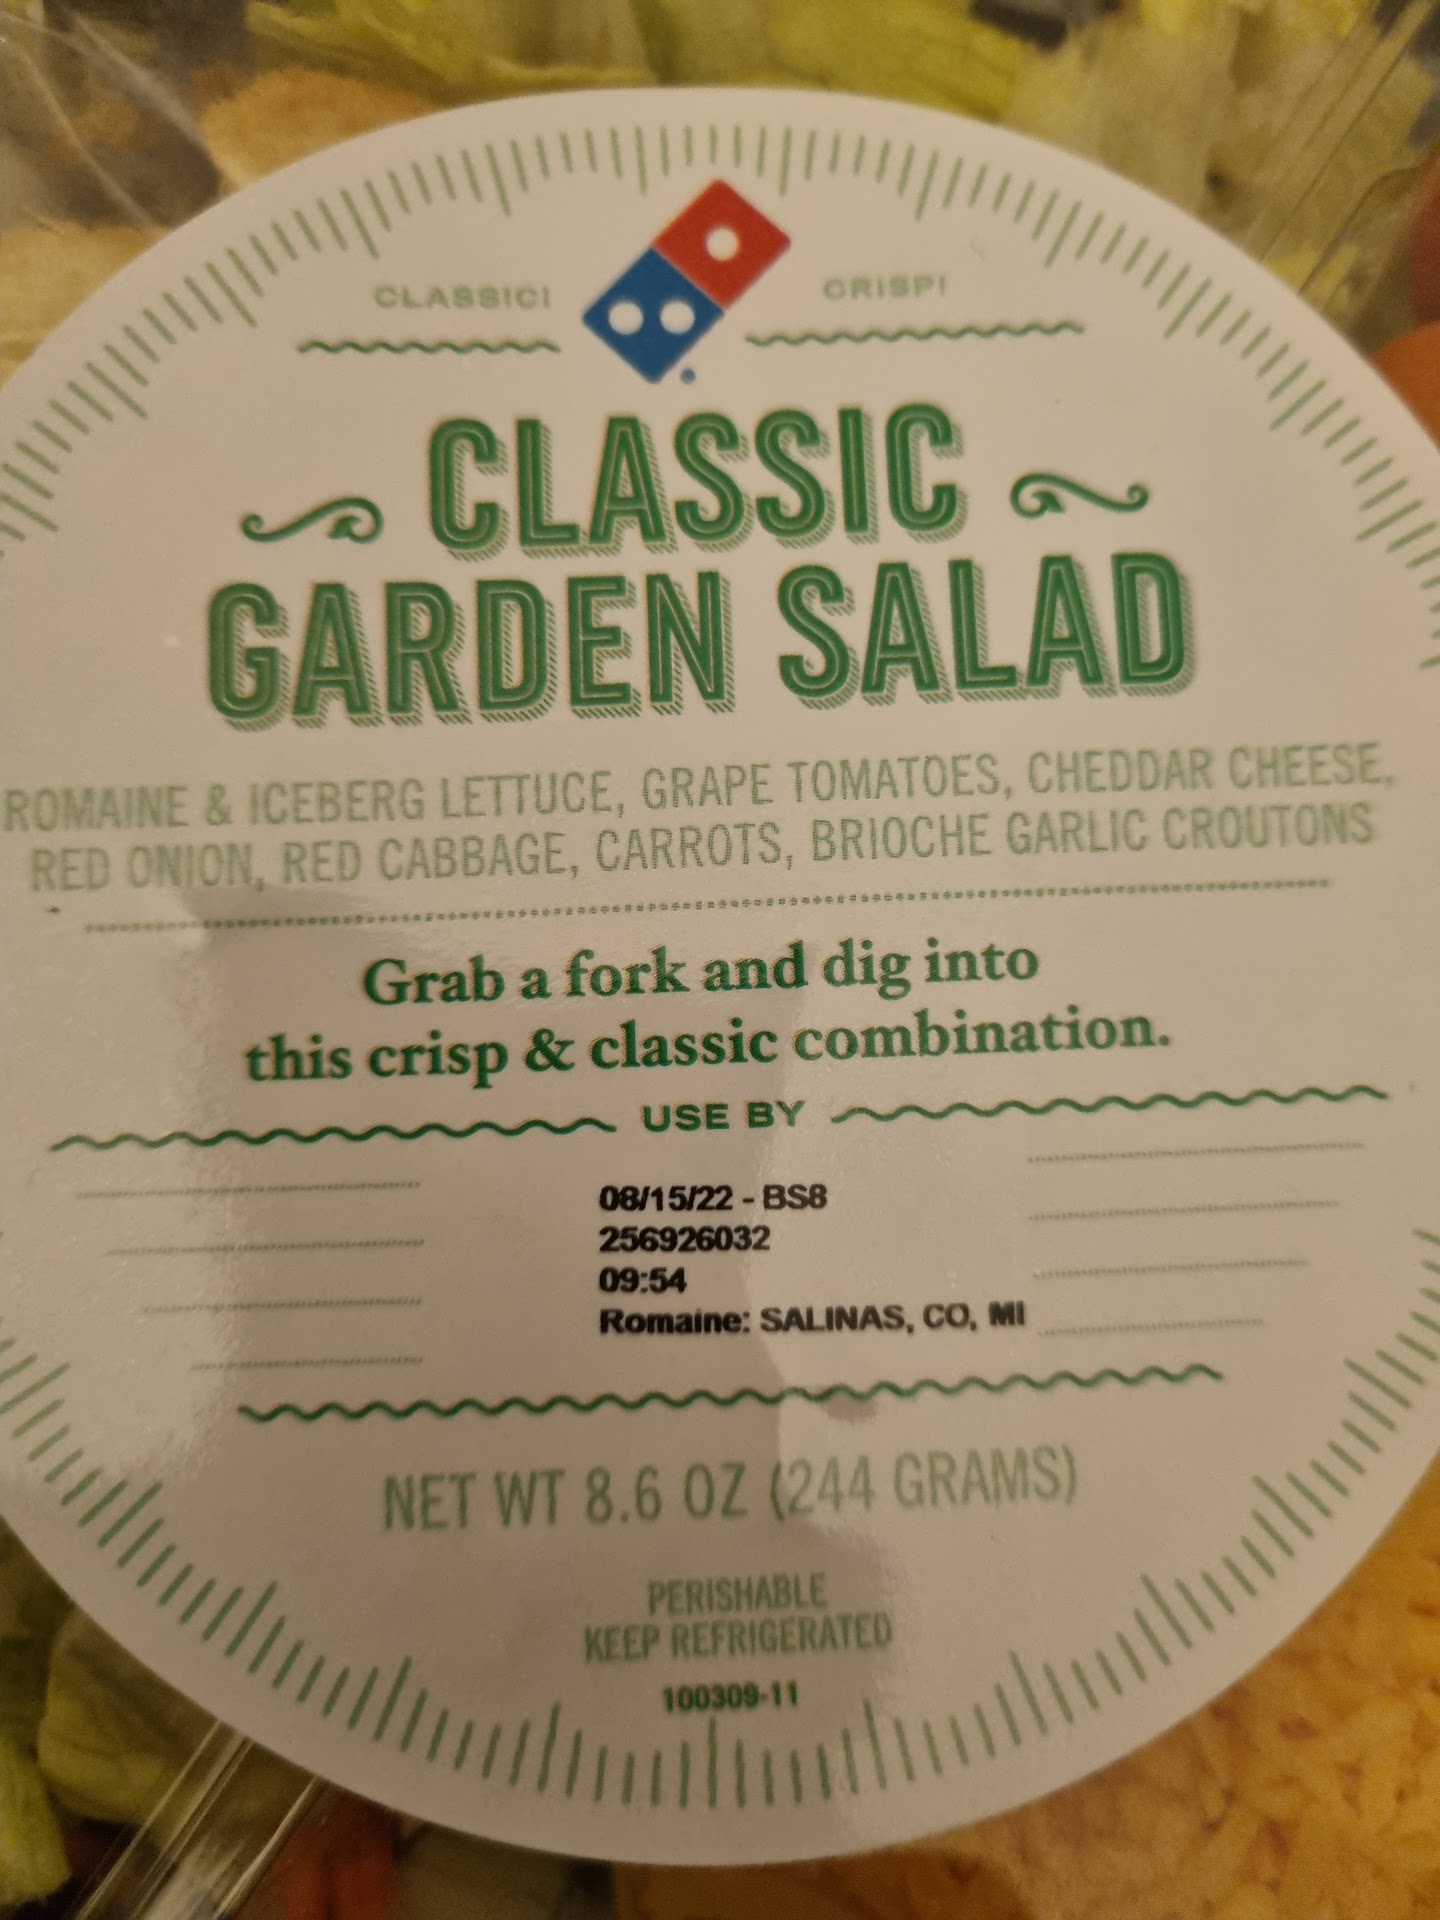 CLASSIC! CRISP!
CLASSIC
GARDEN SALAD
ROMAINE & ICEBERG LETTUCE, GRAPE TOMATOES, CHEDDAR CHEESE,
RED ONION, RED CABBAGE, CARROTS, BRIOCHE GARLIC CROUTONS
Grab a fork and dig into
this crisp & classic combination.
USE BY
08/15/22 - BS8
256926032
09:54
Romaine: SALINAS, CO, MI
NET WT 8.6 OZ (244 GRAMS)
PERISHABLE
KEEP REFRIGERATED
100309-11